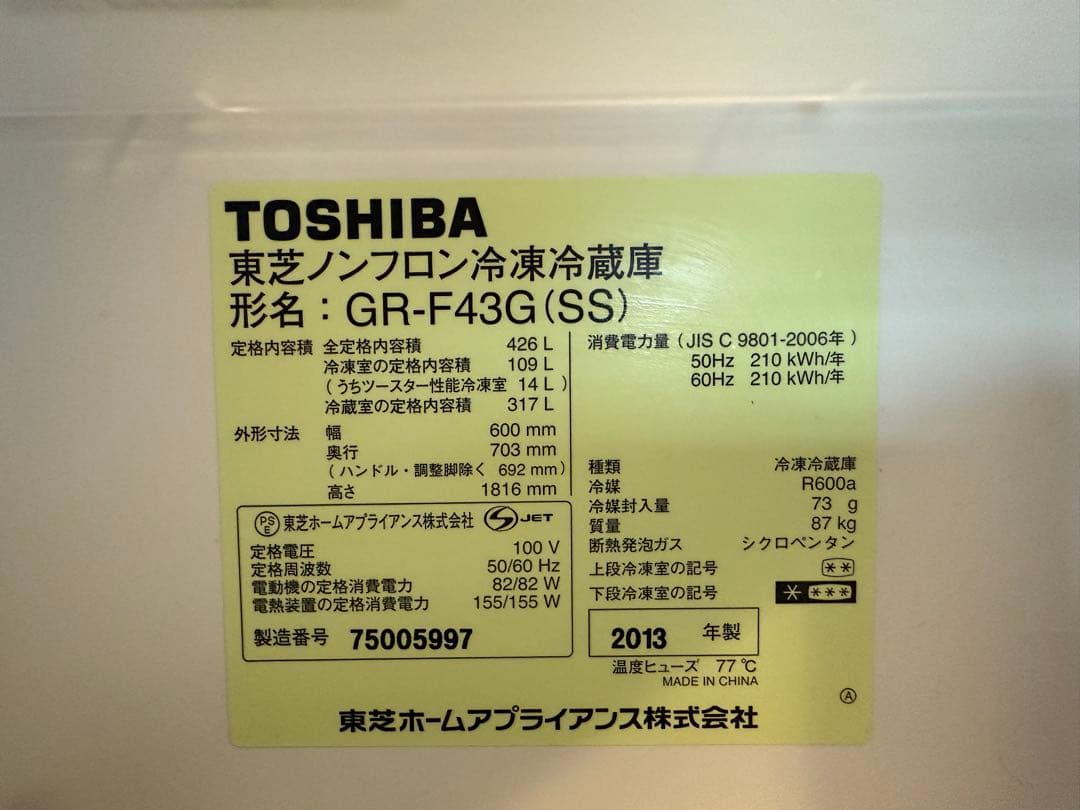 TOSHIBA
東芝ノンフロン冷凍冷蔵庫
形名：GR-F43G(SS)
定格内容積 全定格内容積 426 L
冷凍室の定格内容積 109 L
(うちツースター性能冷凍室 14 L)
冷蔵室の定格内容積 317 L
外形寸法 幅 600 mm
奥行 703 mm
(ハンドル・調整脚除く 692 mm)
高さ 1816 mm
PSE 東芝ホームアプライアンス株式会社 S JET
定格電圧 100 V
定格周波数 50/60 Hz
電動機の定格消費電力 82/82 W
電熱装置の定格消費電力 155/155 W
製造番号 75005997
消費電力量 (JIS C 9801-2006年)
50Hz 210 kWh/年
60Hz 210 kWh/年
種類 冷凍冷蔵庫
冷媒 R600a
冷媒封入量 73 g
質量 87 kg
断熱発泡ガス シクロペンタン
上段冷凍室の記号 **
下段冷凍室の記号 * ***
2013 年製
温度ヒューズ 77℃
MADE IN CHINA
Ⓐ
東芝ホームアプライアンス株式会社